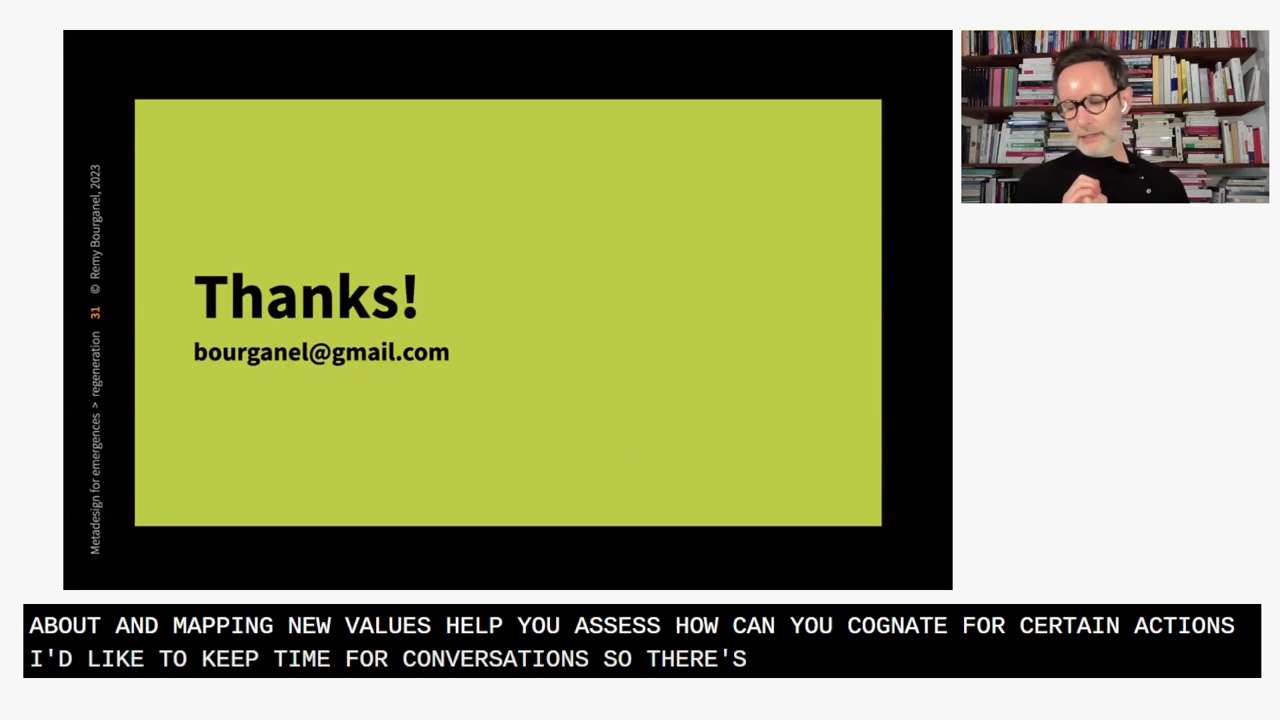 Metadesign for emergences > regeneration 31 © Remy Bourganel, 2023
Thanks!
bourganel@gmail.com
ABOUT AND MAPPING NEW VALUES HELP YOU ASSESS HOW CAN YOU COGNATE FOR CERTAIN ACTIONS
I'D LIKE TO KEEP TIME FOR CONVERSATIONS SO THERE'S